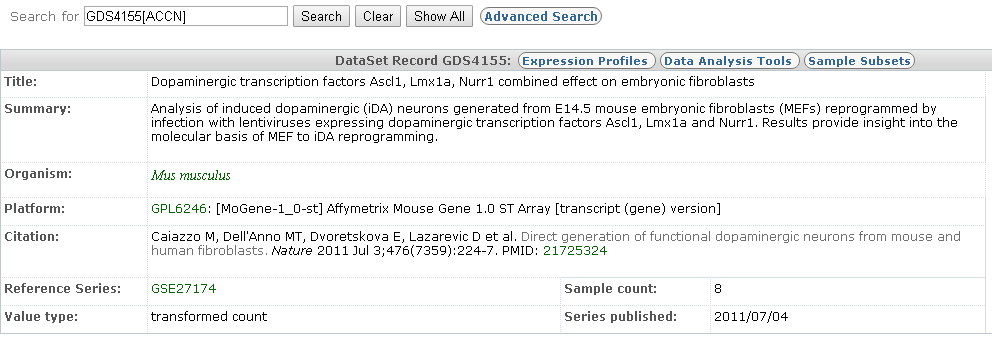 Search for GDS4155[ACCN] Search Clear Show All Advanced Search
DataSet Record GDS4155: Expression Profiles Data Analysis Tools Sample Subsets
Title: Dopaminergic transcription factors Ascl1, Lmx1a, Nurr1 combined effect on embryonic fibroblasts
Summary: Analysis of induced dopaminergic (iDA) neurons generated from E14.5 mouse embryonic fibroblasts (MEFs) reprogrammed by
infection with lentiviruses expressing dopaminergic transcription factors Ascl1, Lmx1a and Nurr1. Results provide insight into the
molecular basis of MEF to iDA reprogramming.
Organism: Mus musculus
Platform: GPL6246: [MoGene-1_0-st] Affymetrix Mouse Gene 1.0 ST Array [transcript (gene) version]
Citation: Caiazzo M, Dell'Anno MT, Dvoretskova E, Lazarevic D et al. Direct generation of functional dopaminergic neurons from mouse and
human fibroblasts. Nature 2011 Jul 3;476(7359):224-7. PMID: 21725324
Reference Series: GSE27174 Sample count: 8
Value type: transformed count Series published: 2011/07/04